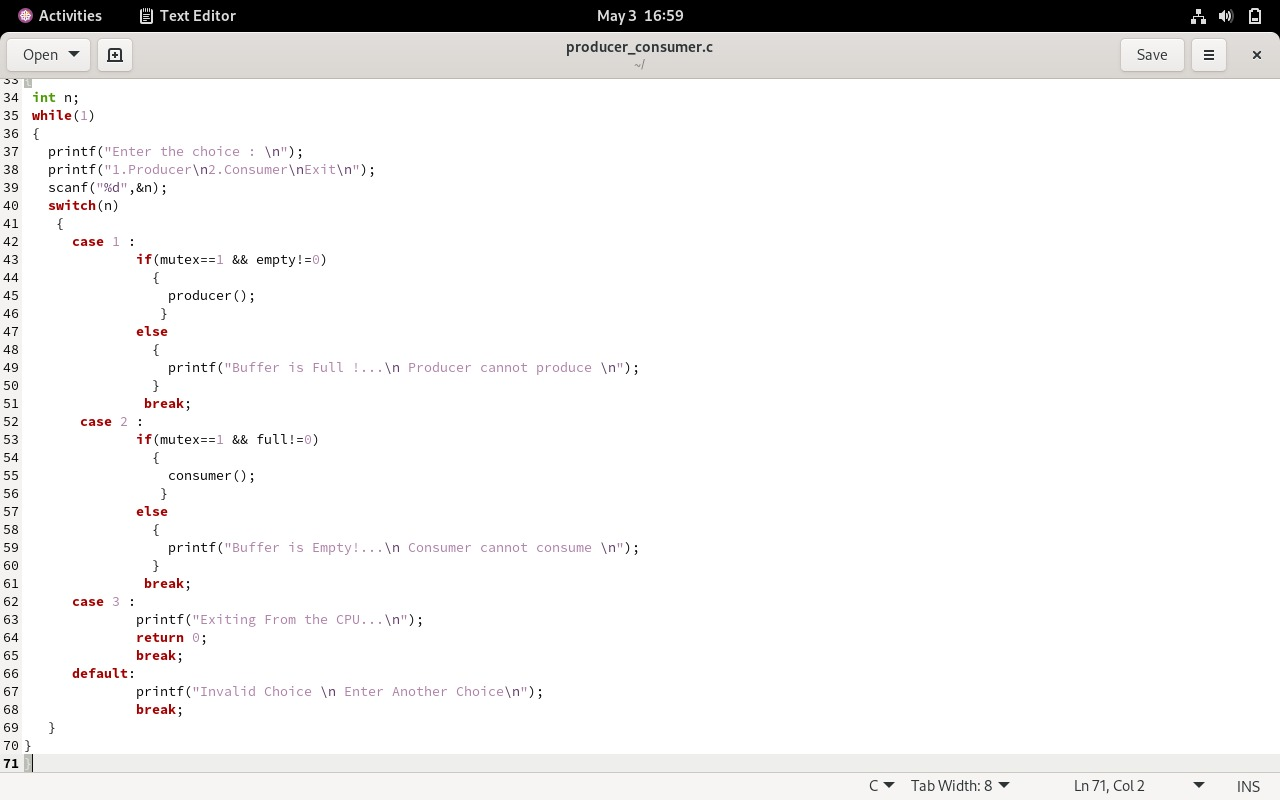 Activities Text Editor May 3 16:59
Open producer_consumer.c Save
~/
33 {
34 int n;
35 while(1)
36 {
37 printf("Enter the choice : \n");
38 printf("1.Producer\n2.Consumer\nExit\n");
39 scanf("%d",&n);
40 switch(n)
41 {
42 case 1 :
43 if(mutex==1 && empty!=0)
44 {
45 producer();
46 }
47 else
48 {
49 printf("Buffer is Full !...\n Producer cannot produce \n");
50 }
51 break;
52 case 2 :
53 if(mutex==1 && full!=0)
54 {
55 consumer();
56 }
57 else
58 {
59 printf("Buffer is Empty!...\n Consumer cannot consume \n");
60 }
61 break;
62 case 3 :
63 printf("Exiting From the CPU...\n");
64 return 0;
65 break;
66 default:
67 printf("Invalid Choice \n Enter Another Choice\n");
68 break;
69 }
70 }
71 }
C Tab Width: 8 Ln 71, Col 2 INS